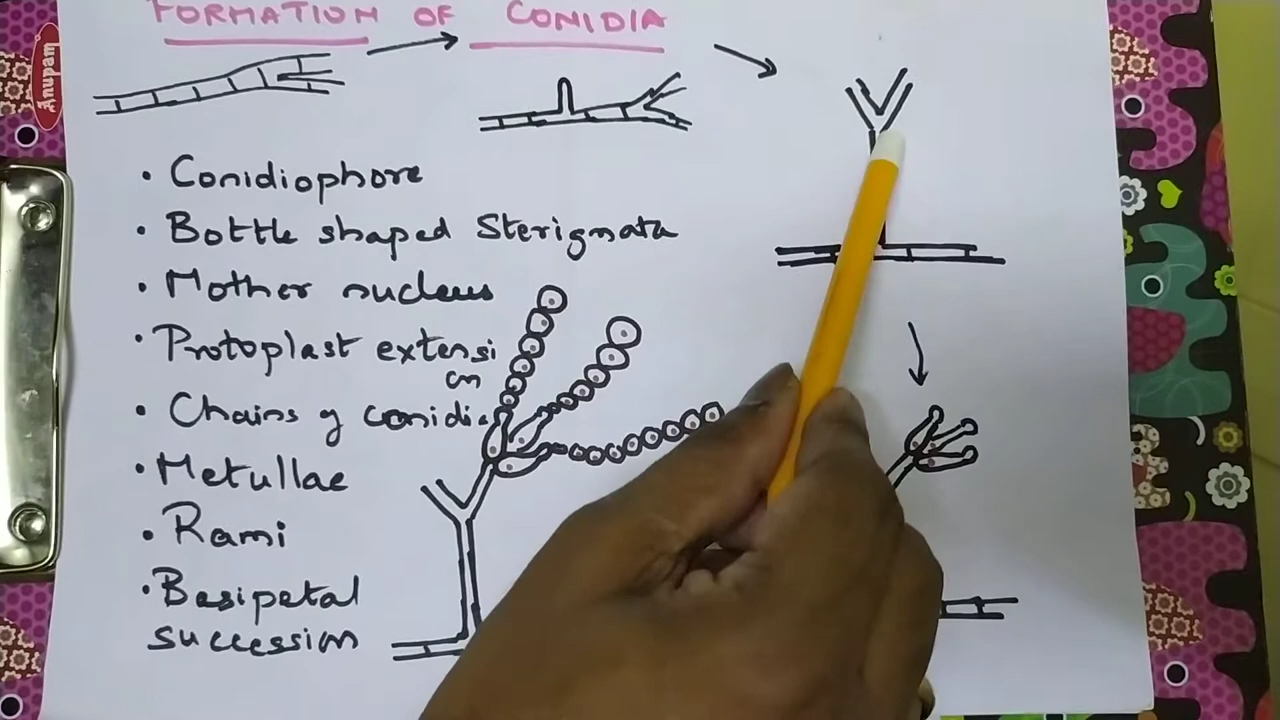 FORMATION OF CONIDIA
Anupam
• Conidiophore
• Bottle shaped Sterigmata
• Mother nucleus
• Protoplast extensi
on
• Chains of conidia
• Metullae
• Rami
• Basipetal
succession